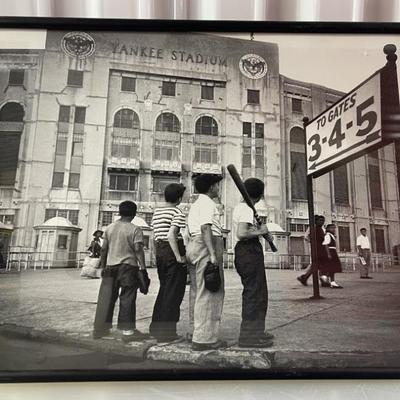 YANKEE STADIUM
TO GATES
3-4-5